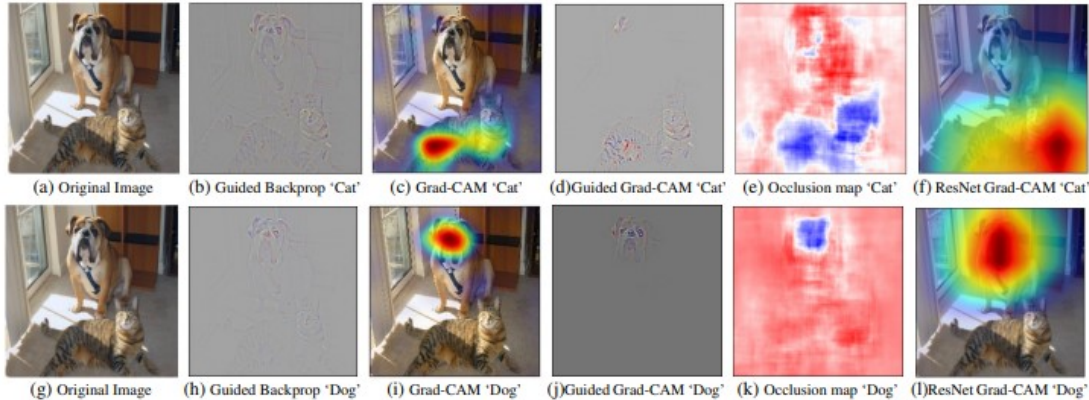 (a) Original Image (b) Guided Backprop ‘Cat’ (c) Grad-CAM ‘Cat’ (d)Guided Grad-CAM ‘Cat’ (e) Occlusion map ‘Cat’ (f) ResNet Grad-CAM ‘Cat’
(g) Original Image (h) Guided Backprop ‘Dog’ (i) Grad-CAM ‘Dog’ (j)Guided Grad-CAM ‘Dog’ (k) Occlusion map ‘Dog’ (l)ResNet Grad-CAM ‘Dog’